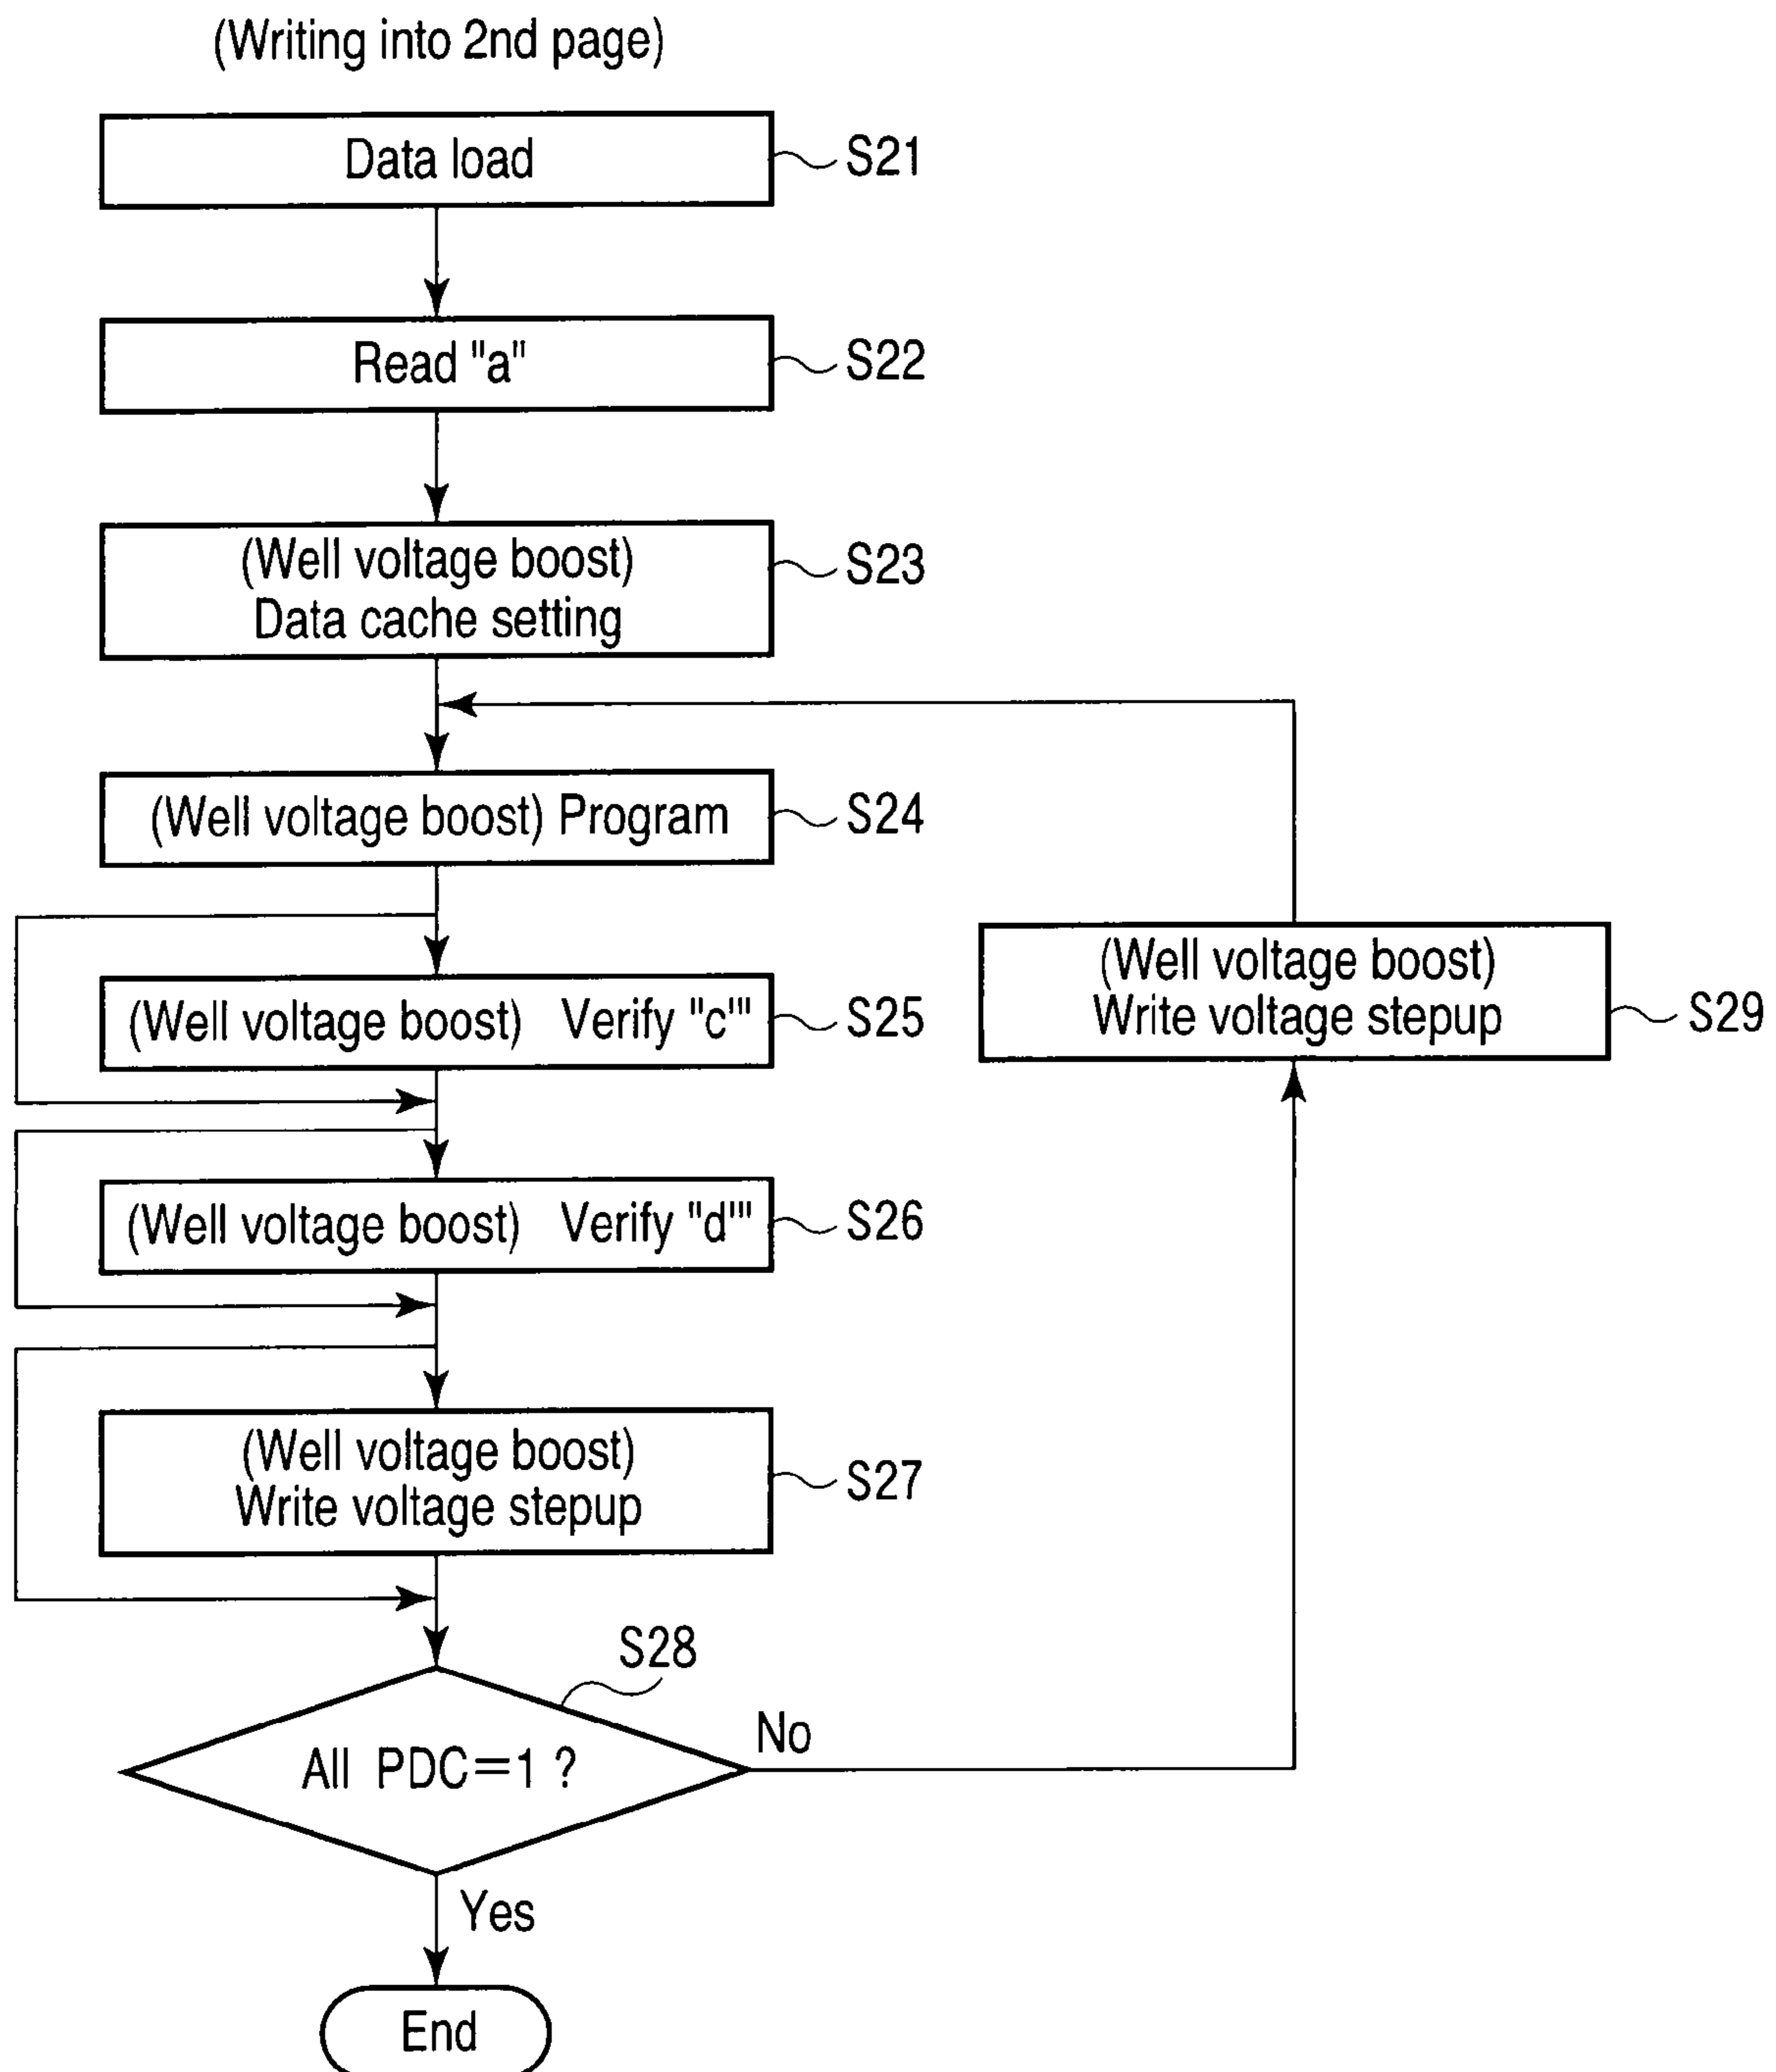 (Writing into 2nd page)
Data load
S21
Read "a"
S22
(Well voltage boost)
Data cache setting
S23
(Well voltage boost) Program
S24
(Well voltage boost) Verify "c'"
S25
(Well voltage boost)
Write voltage stepup
S29
(Well voltage boost) Verify "d'"
S26
(Well voltage boost)
Write voltage stepup
S27
S28
All PDC=1 ?
No
Yes
End